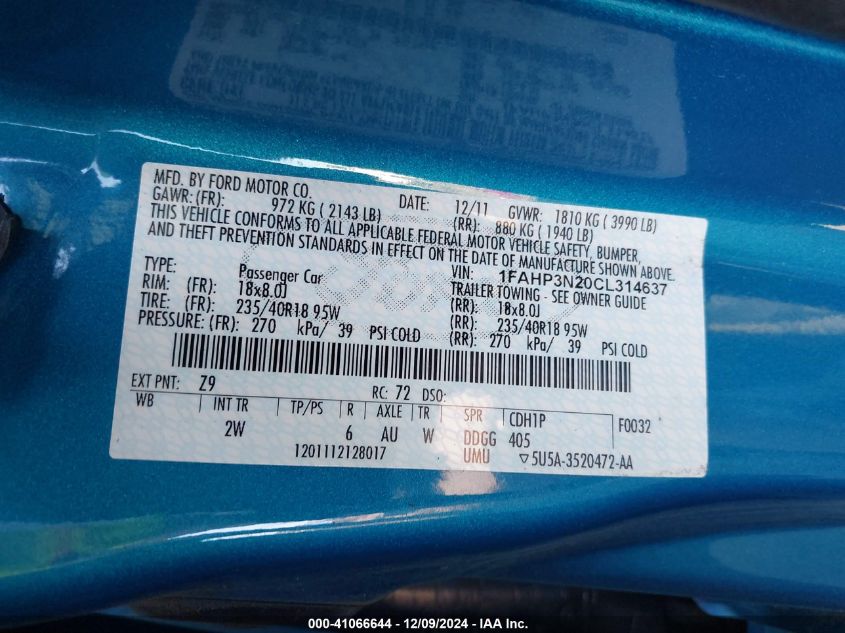 MFD. BY FORD MOTOR CO. DATE: 12/11 GVWR: 1810 KG ( 3990 LB)
GAWR: (FR): 972 KG ( 2143 LB) (RR): 880 KG ( 1940 LB)
THIS VEHICLE CONFORMS TO ALL APPLICABLE FEDERAL MOTOR VEHICLE SAFETY, BUMPER,
AND THEFT PREVENTION STANDARDS IN EFFECT ON THE DATE OF MANUFACTURE SHOWN ABOVE.
VIN: 1FAHP3N20CL314637
TYPE: Passenger Car TRAILER TOWING - SEE OWNER GUIDE
RIM: (FR): 18x8.0J (RR): 18x8.0J
TIRE: (FR): 235/40R18 95W (RR): 235/40R18 95W
PRESSURE: (FR): 270 kPa/ 39 PSI COLD (RR): 270 kPa/ 39 PSI COLD
EXT PNT: Z9 RC: 72 DSO:
WB INT TR TP/PS R AXLE TR SPR CDH1P F0032
2W 6 AU W DDGG 405
1201112128017 UMU ▽5U5A-3520472-AA
000-41066644 - 12/09/2024 - IAA Inc.